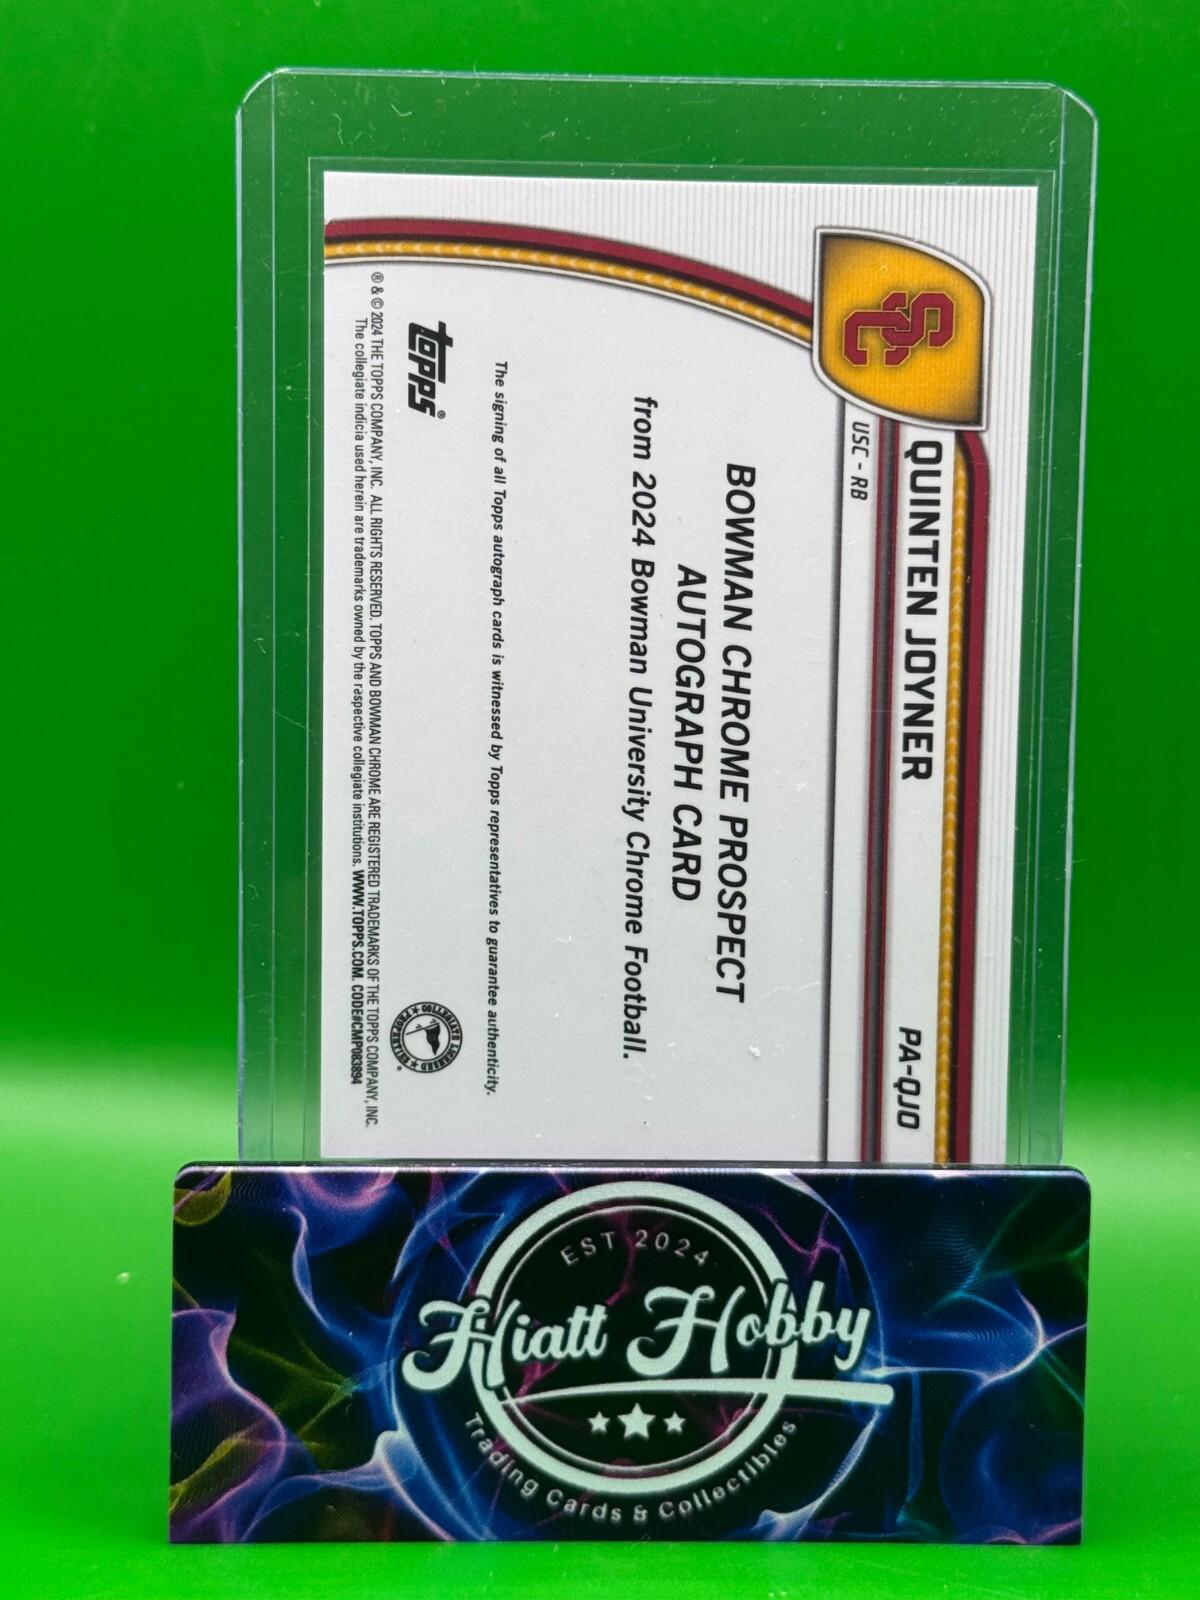 QUINTEN JOYNER
PA-QJO
SC
USC - RB
BOWMAN CHROME PROSPECT
AUTOGRAPH CARD
from 2024 Bowman University Chrome Football.
The signing of all Topps autograph cards is witnessed by Topps representatives to guarantee authenticity.
topps®
COLLEGIATE LICENSED PRODUCT
® & © 2024 THE TOPPS COMPANY, INC. ALL RIGHTS RESERVED. TOPPS AND BOWMAN CHROME ARE REGISTERED TRADEMARKS OF THE TOPPS COMPANY, INC.
The collegiate indicia used herein are trademarks owned by the respective collegiate institutions. WWW.TOPPS.COM. CODE#CMP083894
EST 2024
Hiatt Hobby
Trading Cards & Collectibles